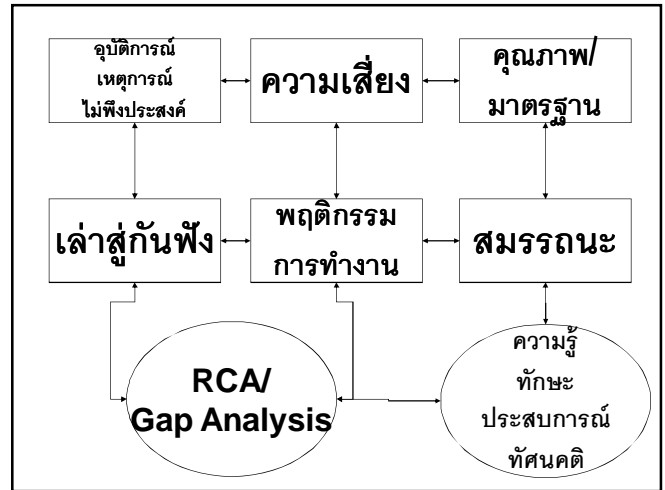 อุบัติการณ์
เหตุการณ์
ไม่พึงประสงค์
ความเสี่ยง
คุณภาพ/
มาตรฐาน
เล่าสู่กันฟัง
พฤติกรรม
การทำงาน
สมรรถนะ
RCA/
Gap Analysis
ความรู้
ทักษะ
ประสบการณ์
ทัศนคติ